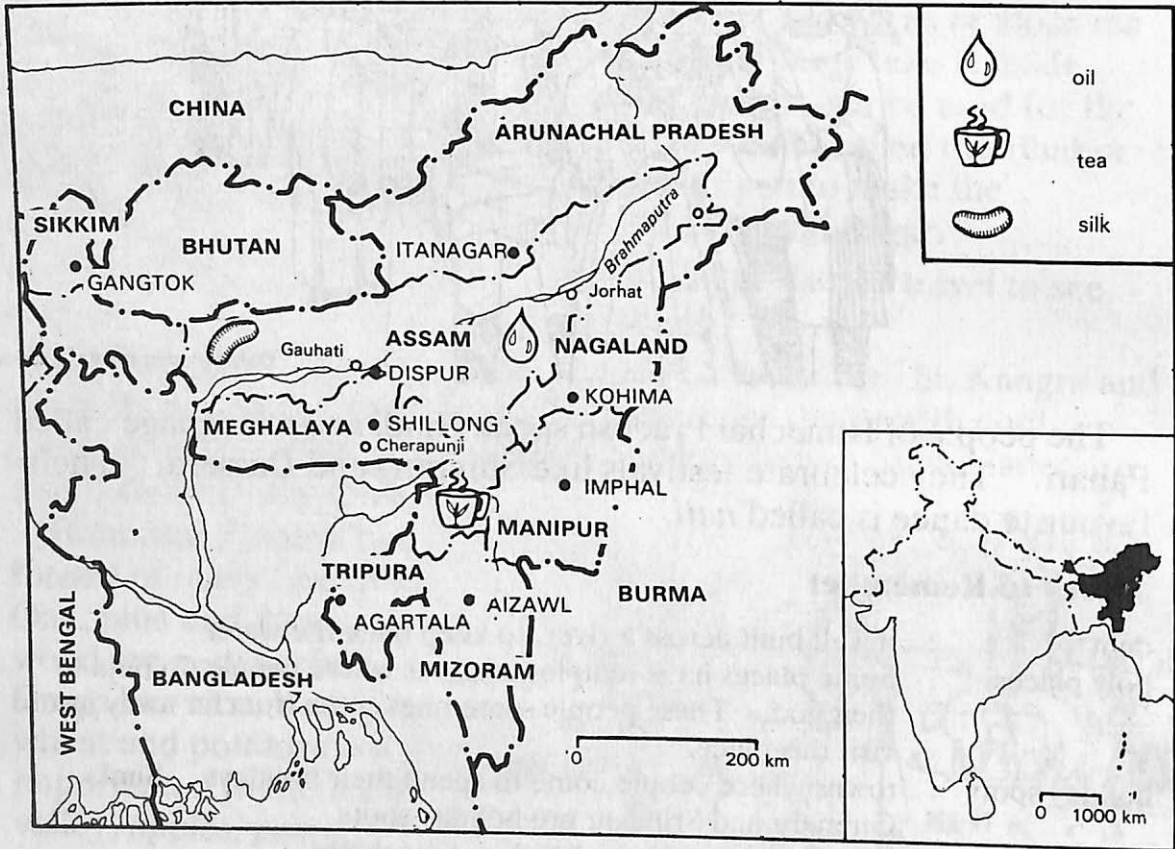 oil
tea
silk
CHINA
ARUNACHAL PRADESH
SIKKIM
BHUTAN
ITANAGAR
Brahmaputra
GANGTOK
Jorhat
ASSAM
NAGALAND
Gauhati
DISPUR
KOHIMA
MEGHALAYA
SHILLONG
Cherapunji
IMPHAL
MANIPUR
TRIPURA
AIZAWL
BURMA
AGARTALA
MIZORAM
BANGLADESH
WEST BENGAL
0 200 km
0 1000 km